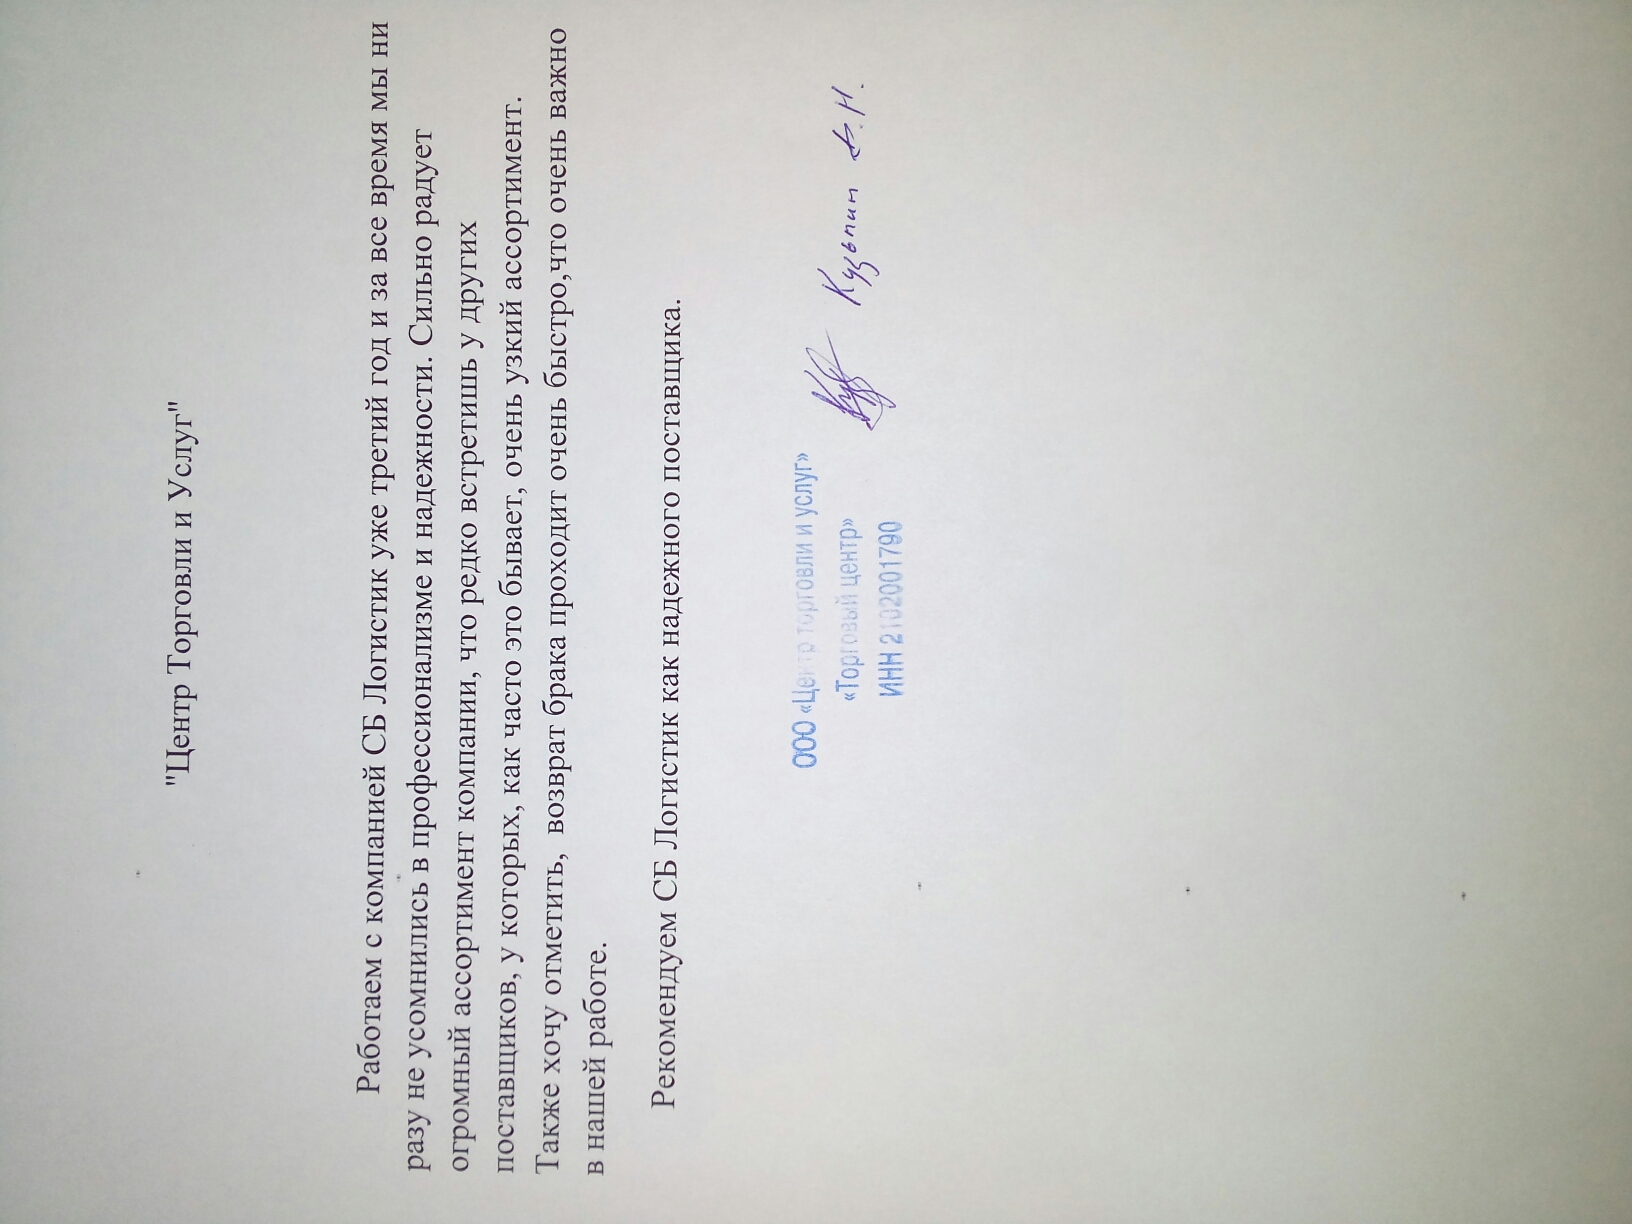 "Центр Торговли и Услуг"
Работаем с компанией СБ Логистик уже третий год и за все время мы ни
разу не усомнились в профессионализме и надежности. Сильно радует
огромный ассортимент компании, что редко встретишь у других
поставщиков, у которых, как часто это бывает, очень узкий ассортимент.
Также хочу отметить, возврат брака проходит очень быстро,что очень важно
в нашей работе.
Рекомендуем СБ Логистик как надежного поставщика.
ООО «Центр торговли и услуг»
«Торговый центр»
ИНН 2102001790